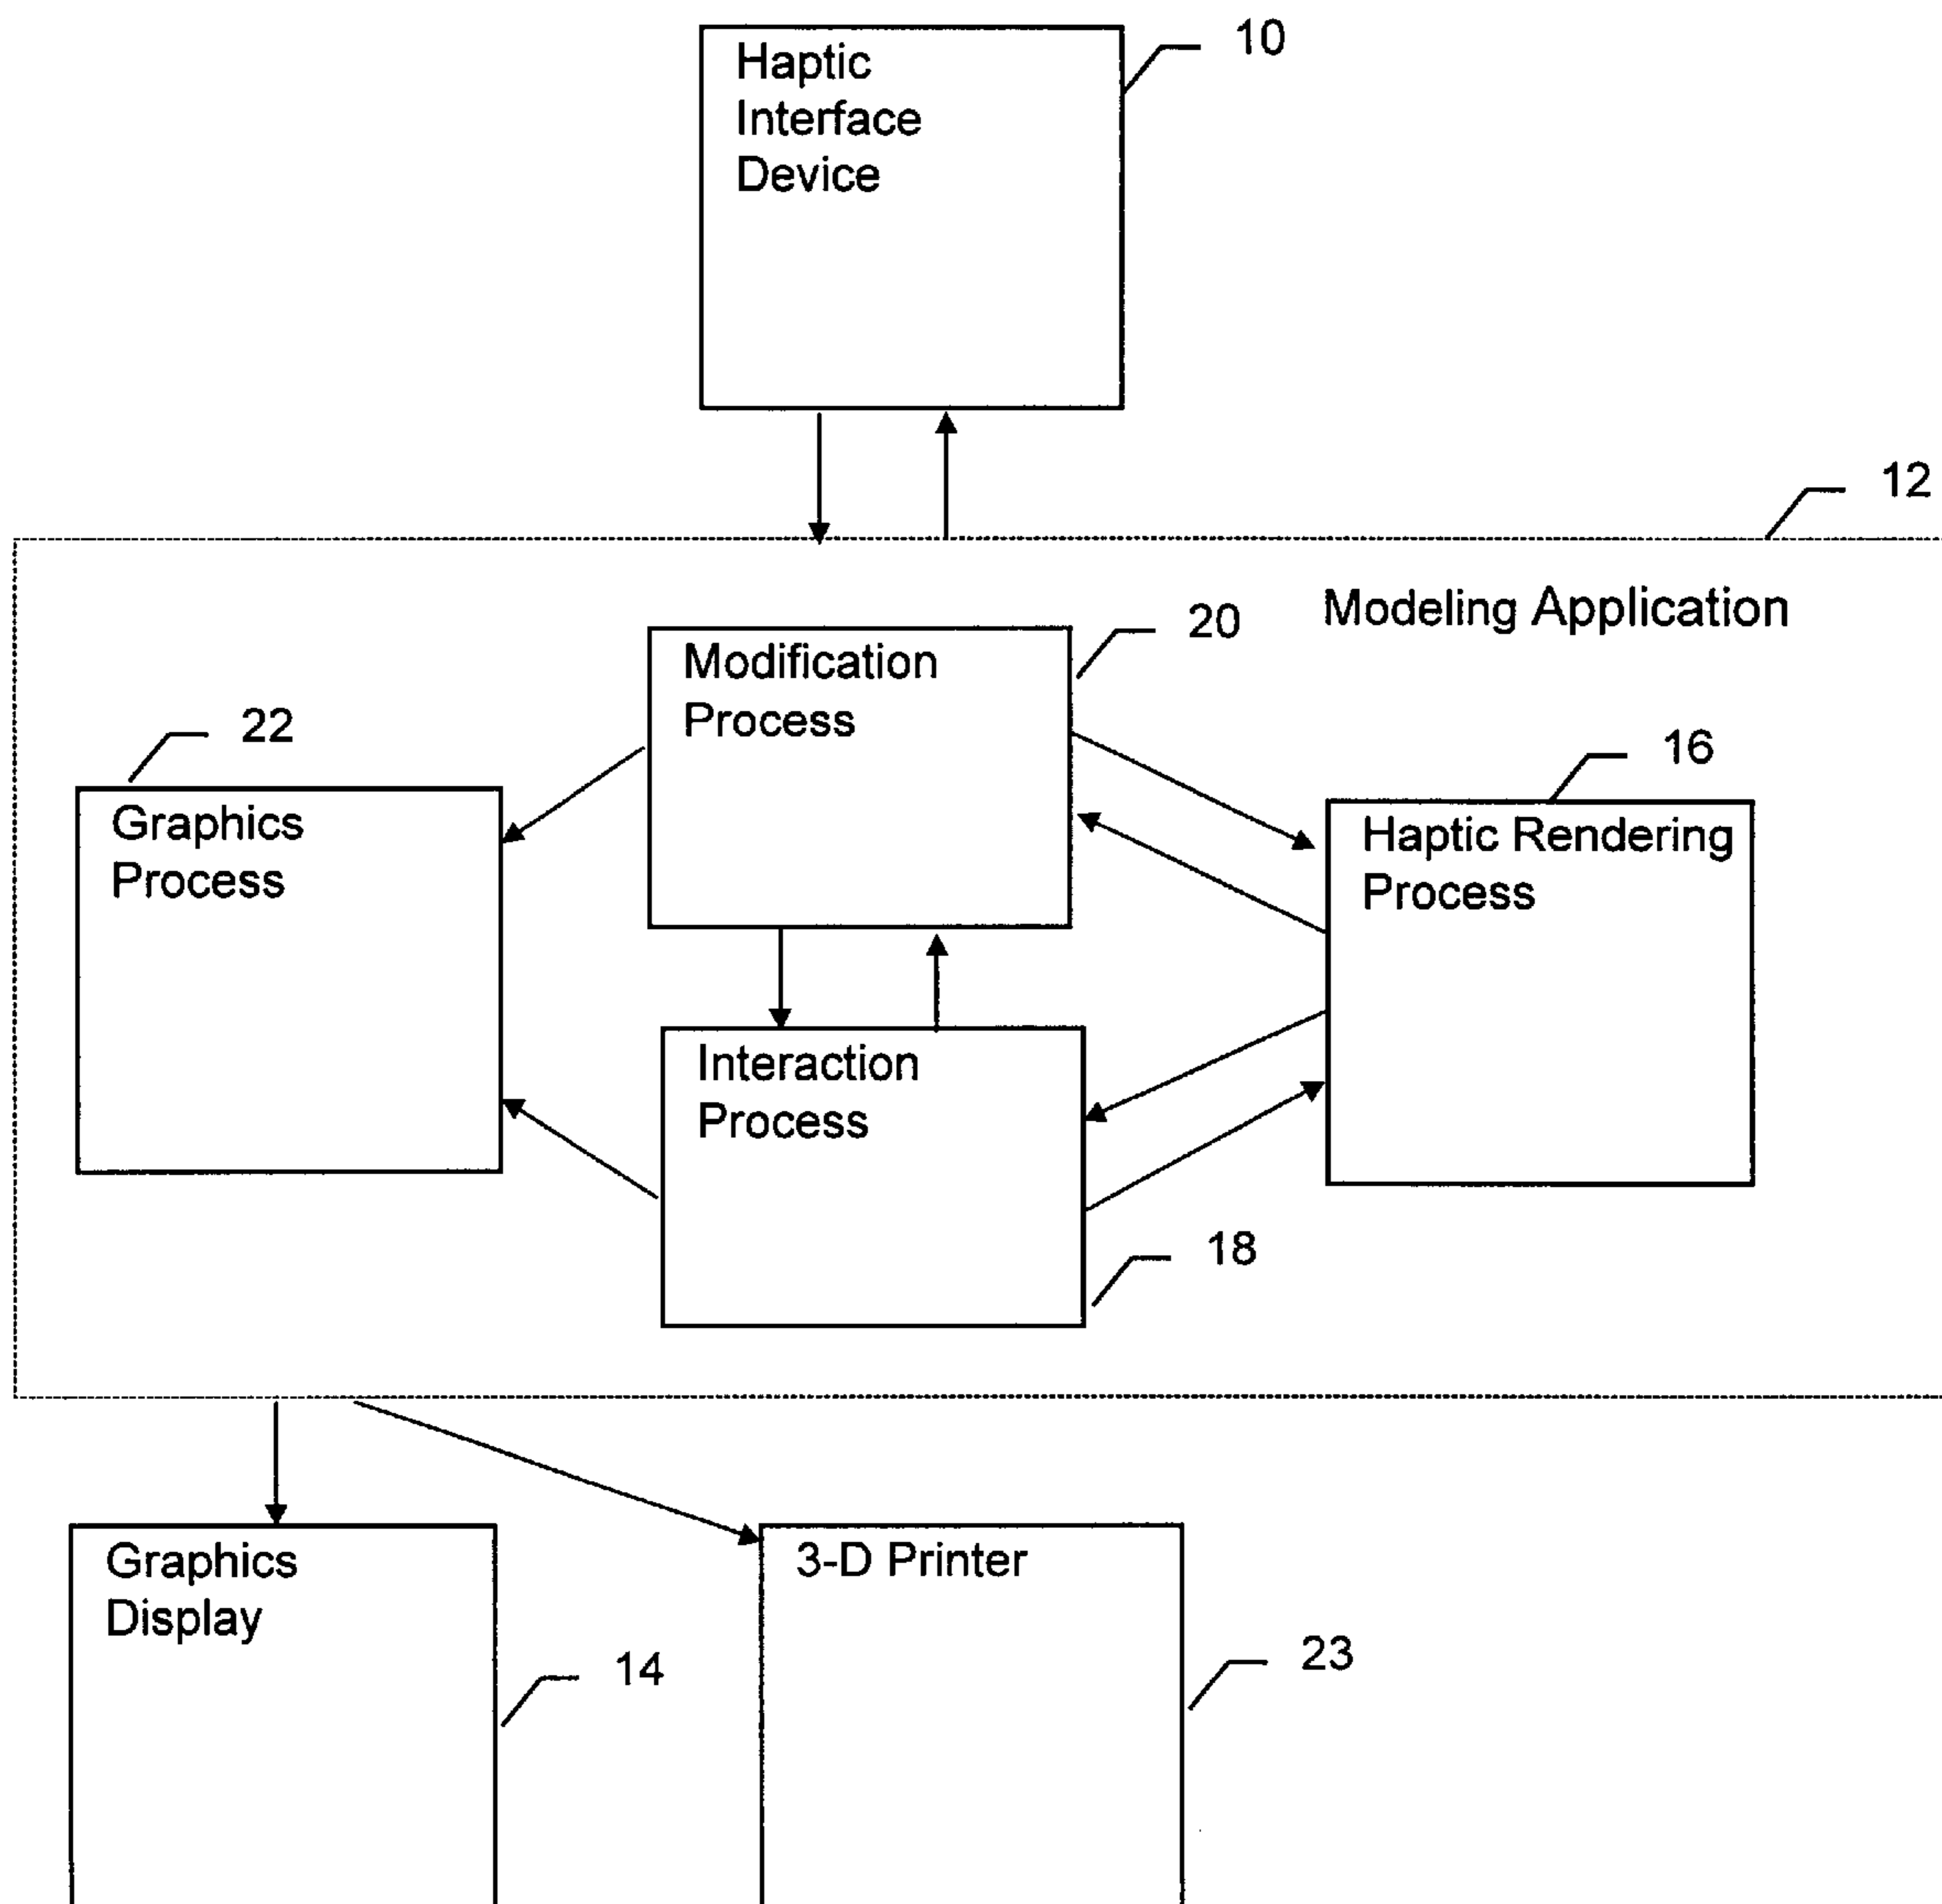 Haptic
Interface
Device
10
12
Modeling Application
20
Modification
Process
22
Graphics
Process
16
Haptic Rendering
Process
Interaction
Process
18
Graphics
Display
14
3-D Printer
23